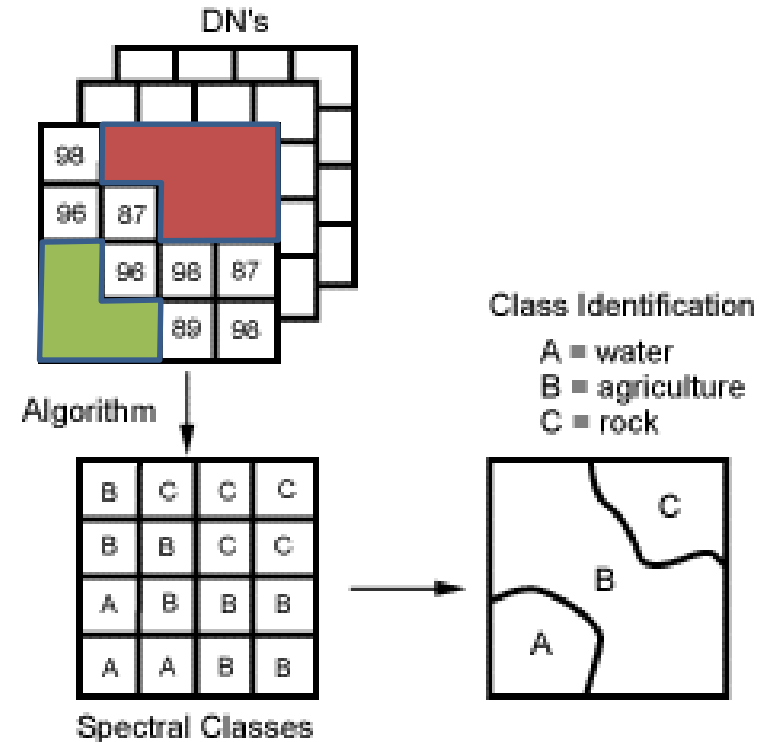 DN's
98
96 87
96 98 87
89 98
Algorithm
Class Identification
A = water
B = agriculture
C = rock
B C C C
B B C C
A B B B
A A B B
Spectral Classes
C
B
A